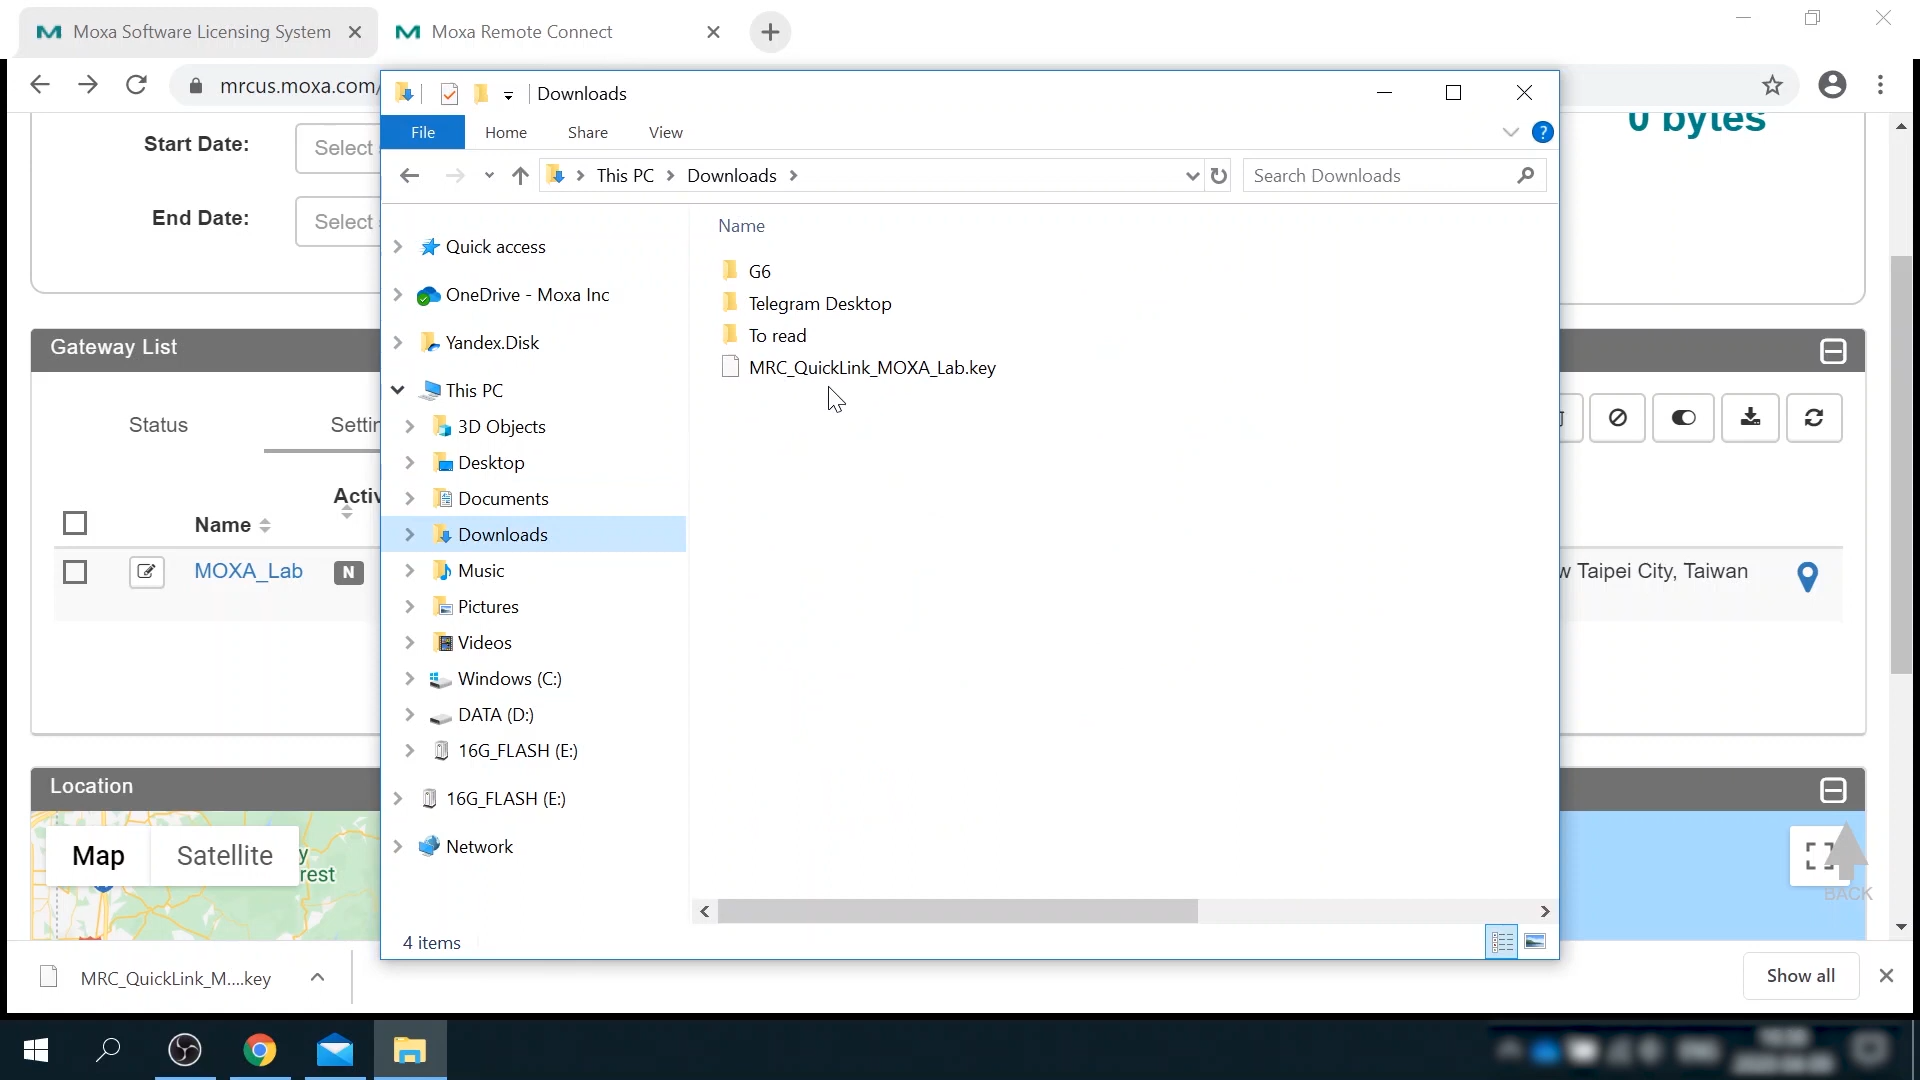 Moxa Software Licensing System
Moxa Remote Connect
mrcus.moxa.com/
Downloads
File
Home
Share
View
This PC
Downloads
Search Downloads
Start Date:
Select
End Date:
Select
0 bytes
Name
G6
Telegram Desktop
To read
MRC_QuickLink_MOXA_Lab.key
Quick access
OneDrive - Moxa Inc
Yandex.Disk
This PC
3D Objects
Desktop
Documents
Downloads
Music
Pictures
Videos
Windows (C:)
DATA (D:)
16G_FLASH (E:)
16G_FLASH (E:)
Network
4 items
Gateway List
Status
Settin
Activ
Name
MOXA_Lab
N
w Taipei City, Taiwan
Location
Map
Satellite
y
rest
BACK
MRC_QuickLink_M....key
Show all